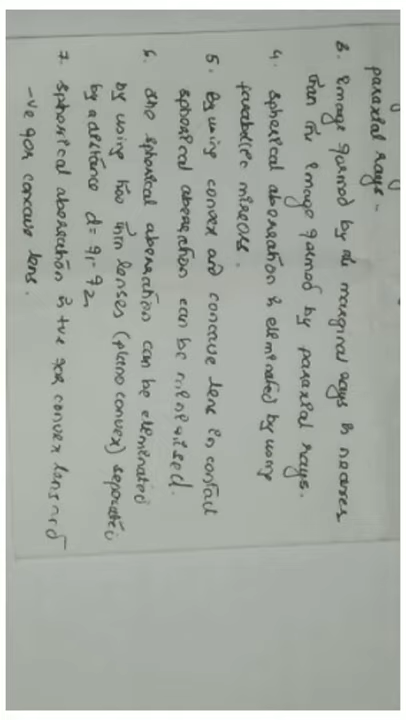 paraxial rays -
3. Image formed by the marginal rays is nearer
than the image formed by paraxial rays.
4. Spherical aberration is eliminated by using
parabolic mirrors.
5. By using convex and concave lens in contact
spherical aberration can be minimised.
6. The spherical aberration can be eliminated
by using two thin lenses (plano convex) separated
by a distance d = f1 - f2
7. Spherical aberration is +ve for convex lens and
-ve for concave lens.